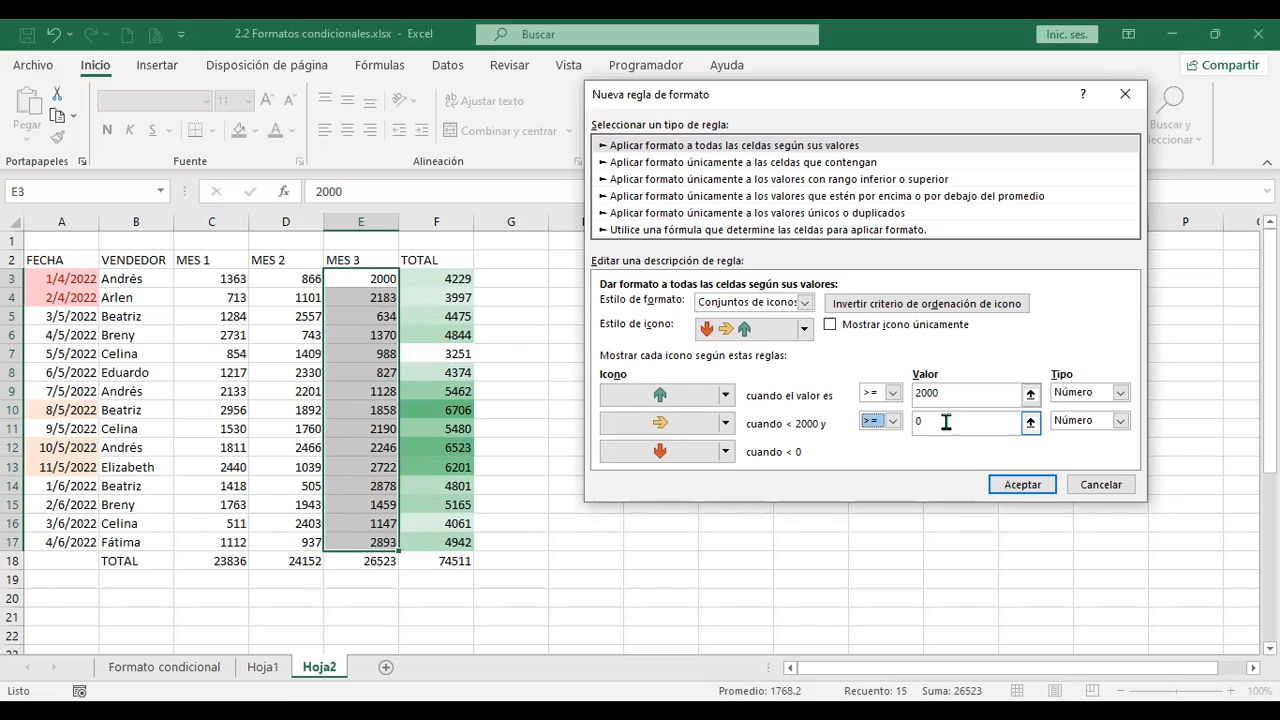 2.2 Formatos condicionales.xlsx - Excel
Buscar
Inic. ses.
Archivo Inicio Insertar Disposición de página Fórmulas Datos Revisar Vista Programador Ayuda
Compartir
Pegar
11
N K S
Ajustar texto
Combinar y centrar
Buscar y
Portapapeles Fuente Alineación
E3
fx
2000
A B C D E F G P
1
2 FECHA VENDEDOR MES 1 MES 2 MES 3 TOTAL
3 1/4/2022 Andrés 1363 866 2000 4229
4 2/4/2022 Arlen 713 1101 2183 3997
5 3/5/2022 Beatriz 1284 2557 634 4475
6 4/5/2022 Breny 2731 743 1370 4844
7 5/5/2022 Celina 854 1409 988 3251
8 6/5/2022 Eduardo 1217 2330 827 4374
9 7/5/2022 Andrés 2133 2201 1128 5462
10 8/5/2022 Beatriz 2956 1892 1858 6706
11 9/5/2022 Celina 1530 1760 2190 5480
12 10/5/2022 Andrés 1811 2466 2246 6523
13 11/5/2022 Elizabeth 2440 1039 2722 6201
14 1/6/2022 Beatriz 1418 505 2878 4801
15 2/6/2022 Breny 1763 1943 1459 5165
16 3/6/2022 Celina 511 2403 1147 4061
17 4/6/2022 Fátima 1112 937 2893 4942
18 TOTAL 23836 24152 26523 74511
19
20
21
22
Nueva regla de formato
?
Seleccionar un tipo de regla:
► Aplicar formato a todas las celdas según sus valores
► Aplicar formato únicamente a las celdas que contengan
► Aplicar formato únicamente a los valores con rango inferior o superior
► Aplicar formato únicamente a los valores que estén por encima o por debajo del promedio
► Aplicar formato únicamente a los valores únicos o duplicados
► Utilice una fórmula que determine las celdas para aplicar formato.
Editar una descripción de regla:
Dar formato a todas las celdas según sus valores:
Estilo de formato: Conjuntos de iconos Invertir criterio de ordenación de icono
Estilo de icono: Mostrar icono únicamente
Mostrar cada icono según estas reglas:
Icono Valor Tipo
cuando el valor es >= 2000 Número
cuando < 2000 y >= 0 Número
cuando < 0
Aceptar Cancelar
Formato condicional Hoja1 Hoja2
Listo
Promedio: 1768.2 Recuento: 15 Suma: 26523
100%